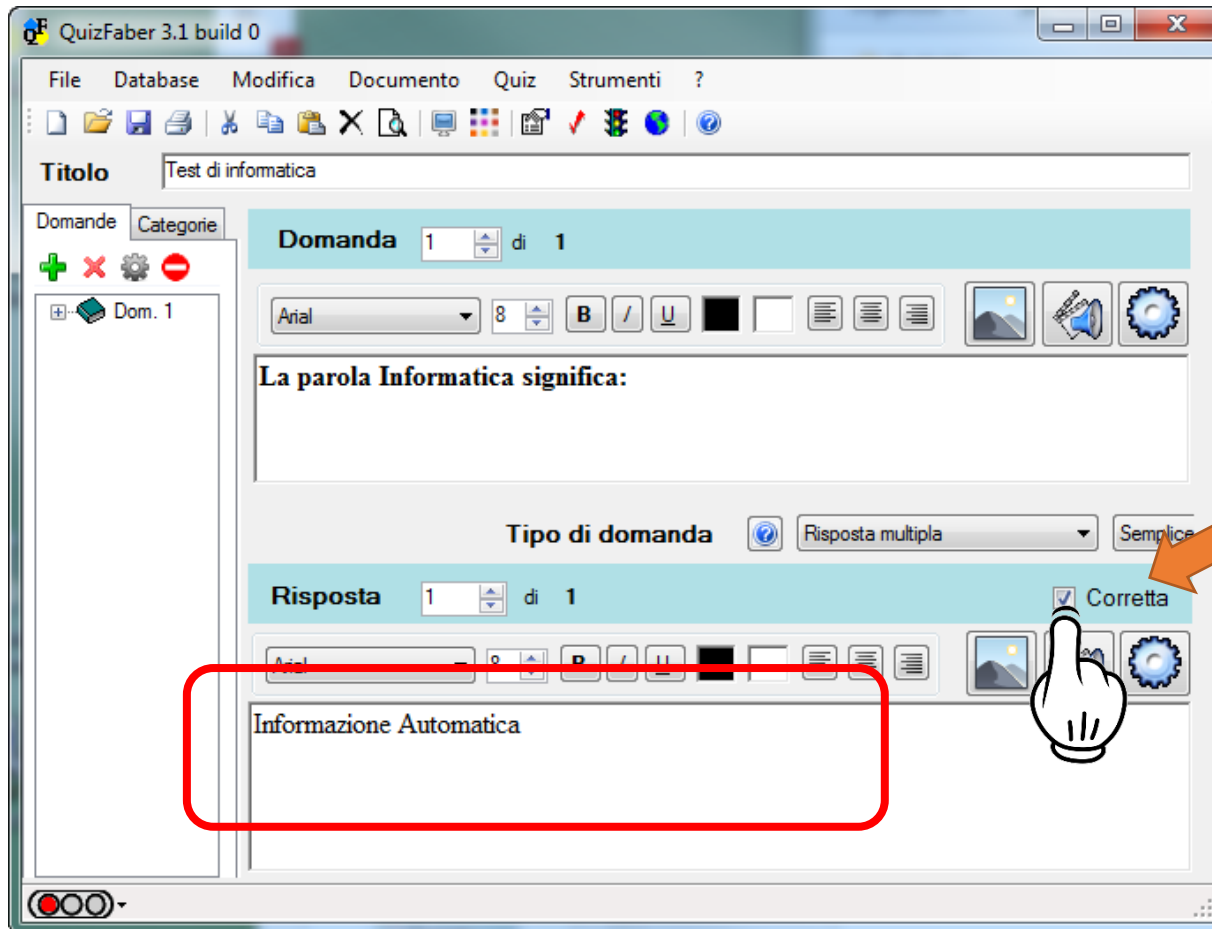 QuizFaber 3.1 build 0
File Database Modifica Documento Quiz Strumenti ?
Titolo Test di informatica
Domande Categorie
Domanda 1 di 1
Dom. 1
Arial 8 B I U
La parola Informatica significa:
Tipo di domanda Risposta multipla Semplice
Risposta 1 di 1 Corretta
Arial 8 B I U
Informazione Automatica